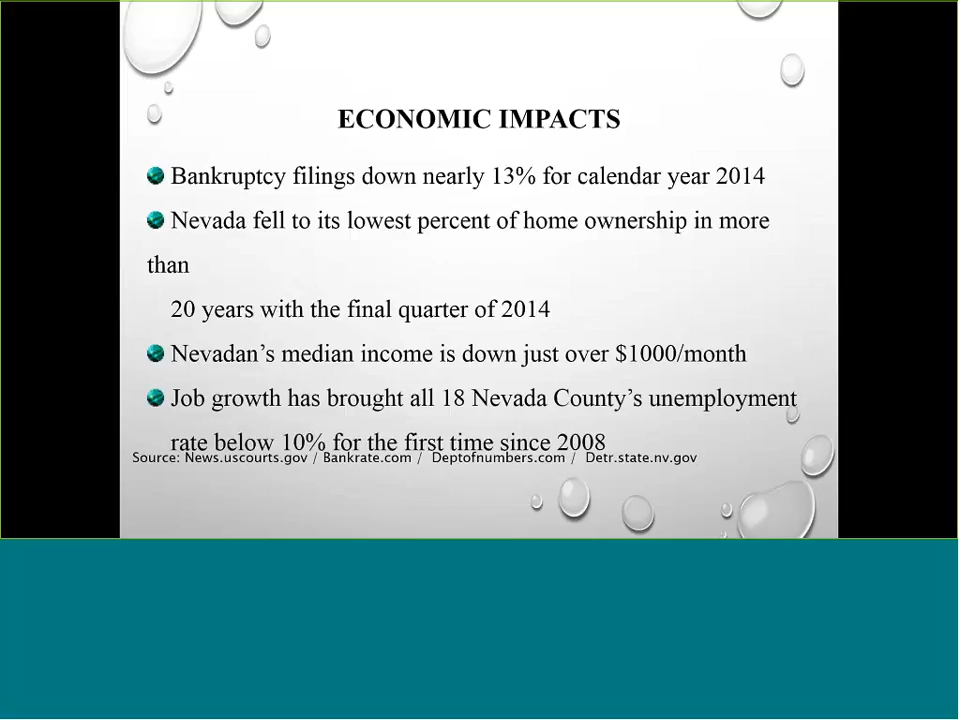 ECONOMIC IMPACTS
Bankruptcy filings down nearly 13% for calendar year 2014
Nevada fell to its lowest percent of home ownership in more
than
20 years with the final quarter of 2014
Nevadan’s median income is down just over $1000/month
Job growth has brought all 18 Nevada County’s unemployment
rate below 10% for the first time since 2008
Source: News.uscourts.gov / Bankrate.com / Deptofnumbers.com / Detr.state.nv.gov